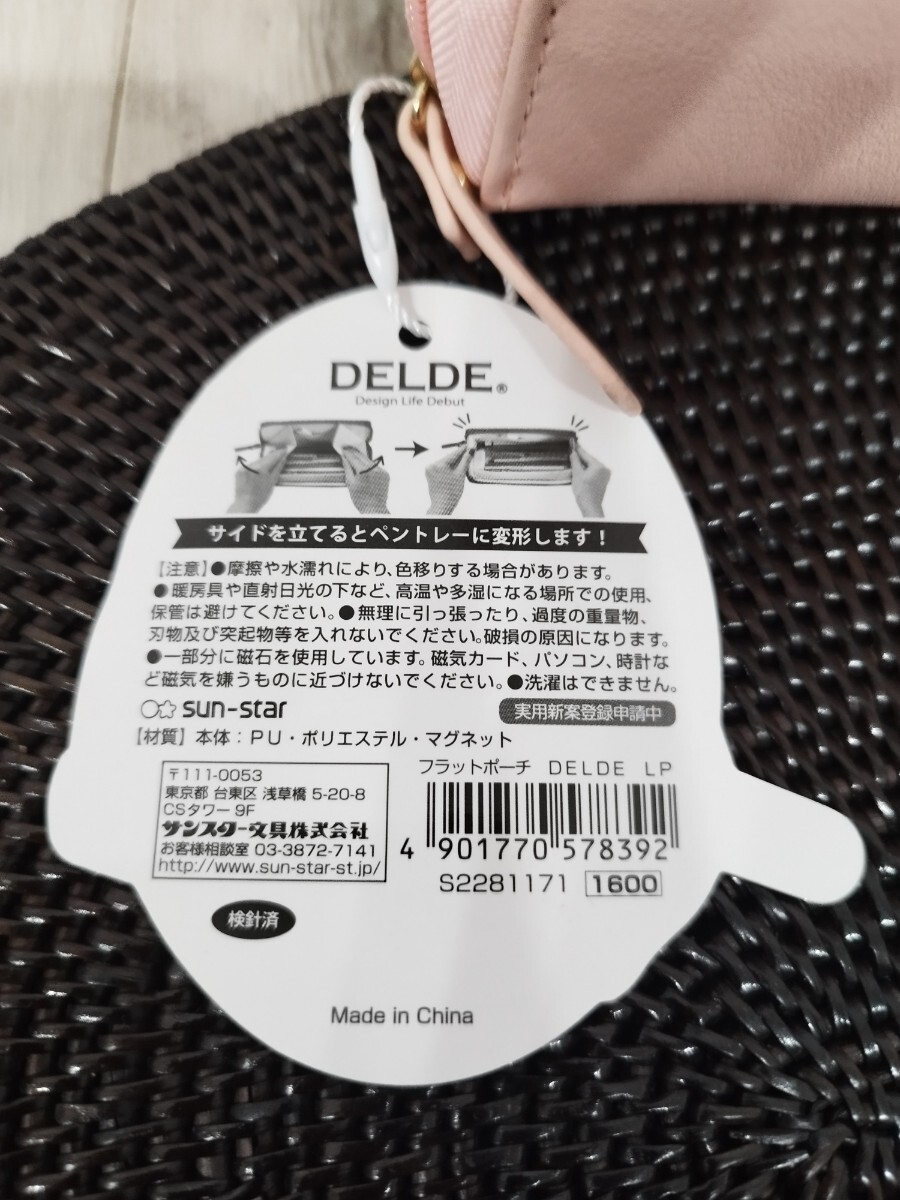 DELDE®
Design Life Debut
サイドを立てるとペントレーに変形します!
【注意】●摩擦や水濡れにより、色移りする場合があります。
●暖房具や直射日光の下など、高温や多湿になる場所での使用、
保管は避けてください。●無理に引っ張ったり、過度の重量物、
刃物及び突起物等を入れないでください。破損の原因になります。
●一部分に磁石を使用しています。磁気カード、パソコン、時計な
ど磁気を嫌うものに近づけないでください。●洗濯はできません。
sun-star
実用新案登録申請中
【材質】本体:PU・ポリエステル・マグネット
〒111-0053
東京都 台東区 浅草橋 5-20-8
CSタワー 9F
サンスター文具株式会社
お客様相談室 03-3872-7141
http://www.sun-star-st.jp/
フラットポーチ DELDE LP
4 901770 578392
S2281171 1600
検針済
Made in China